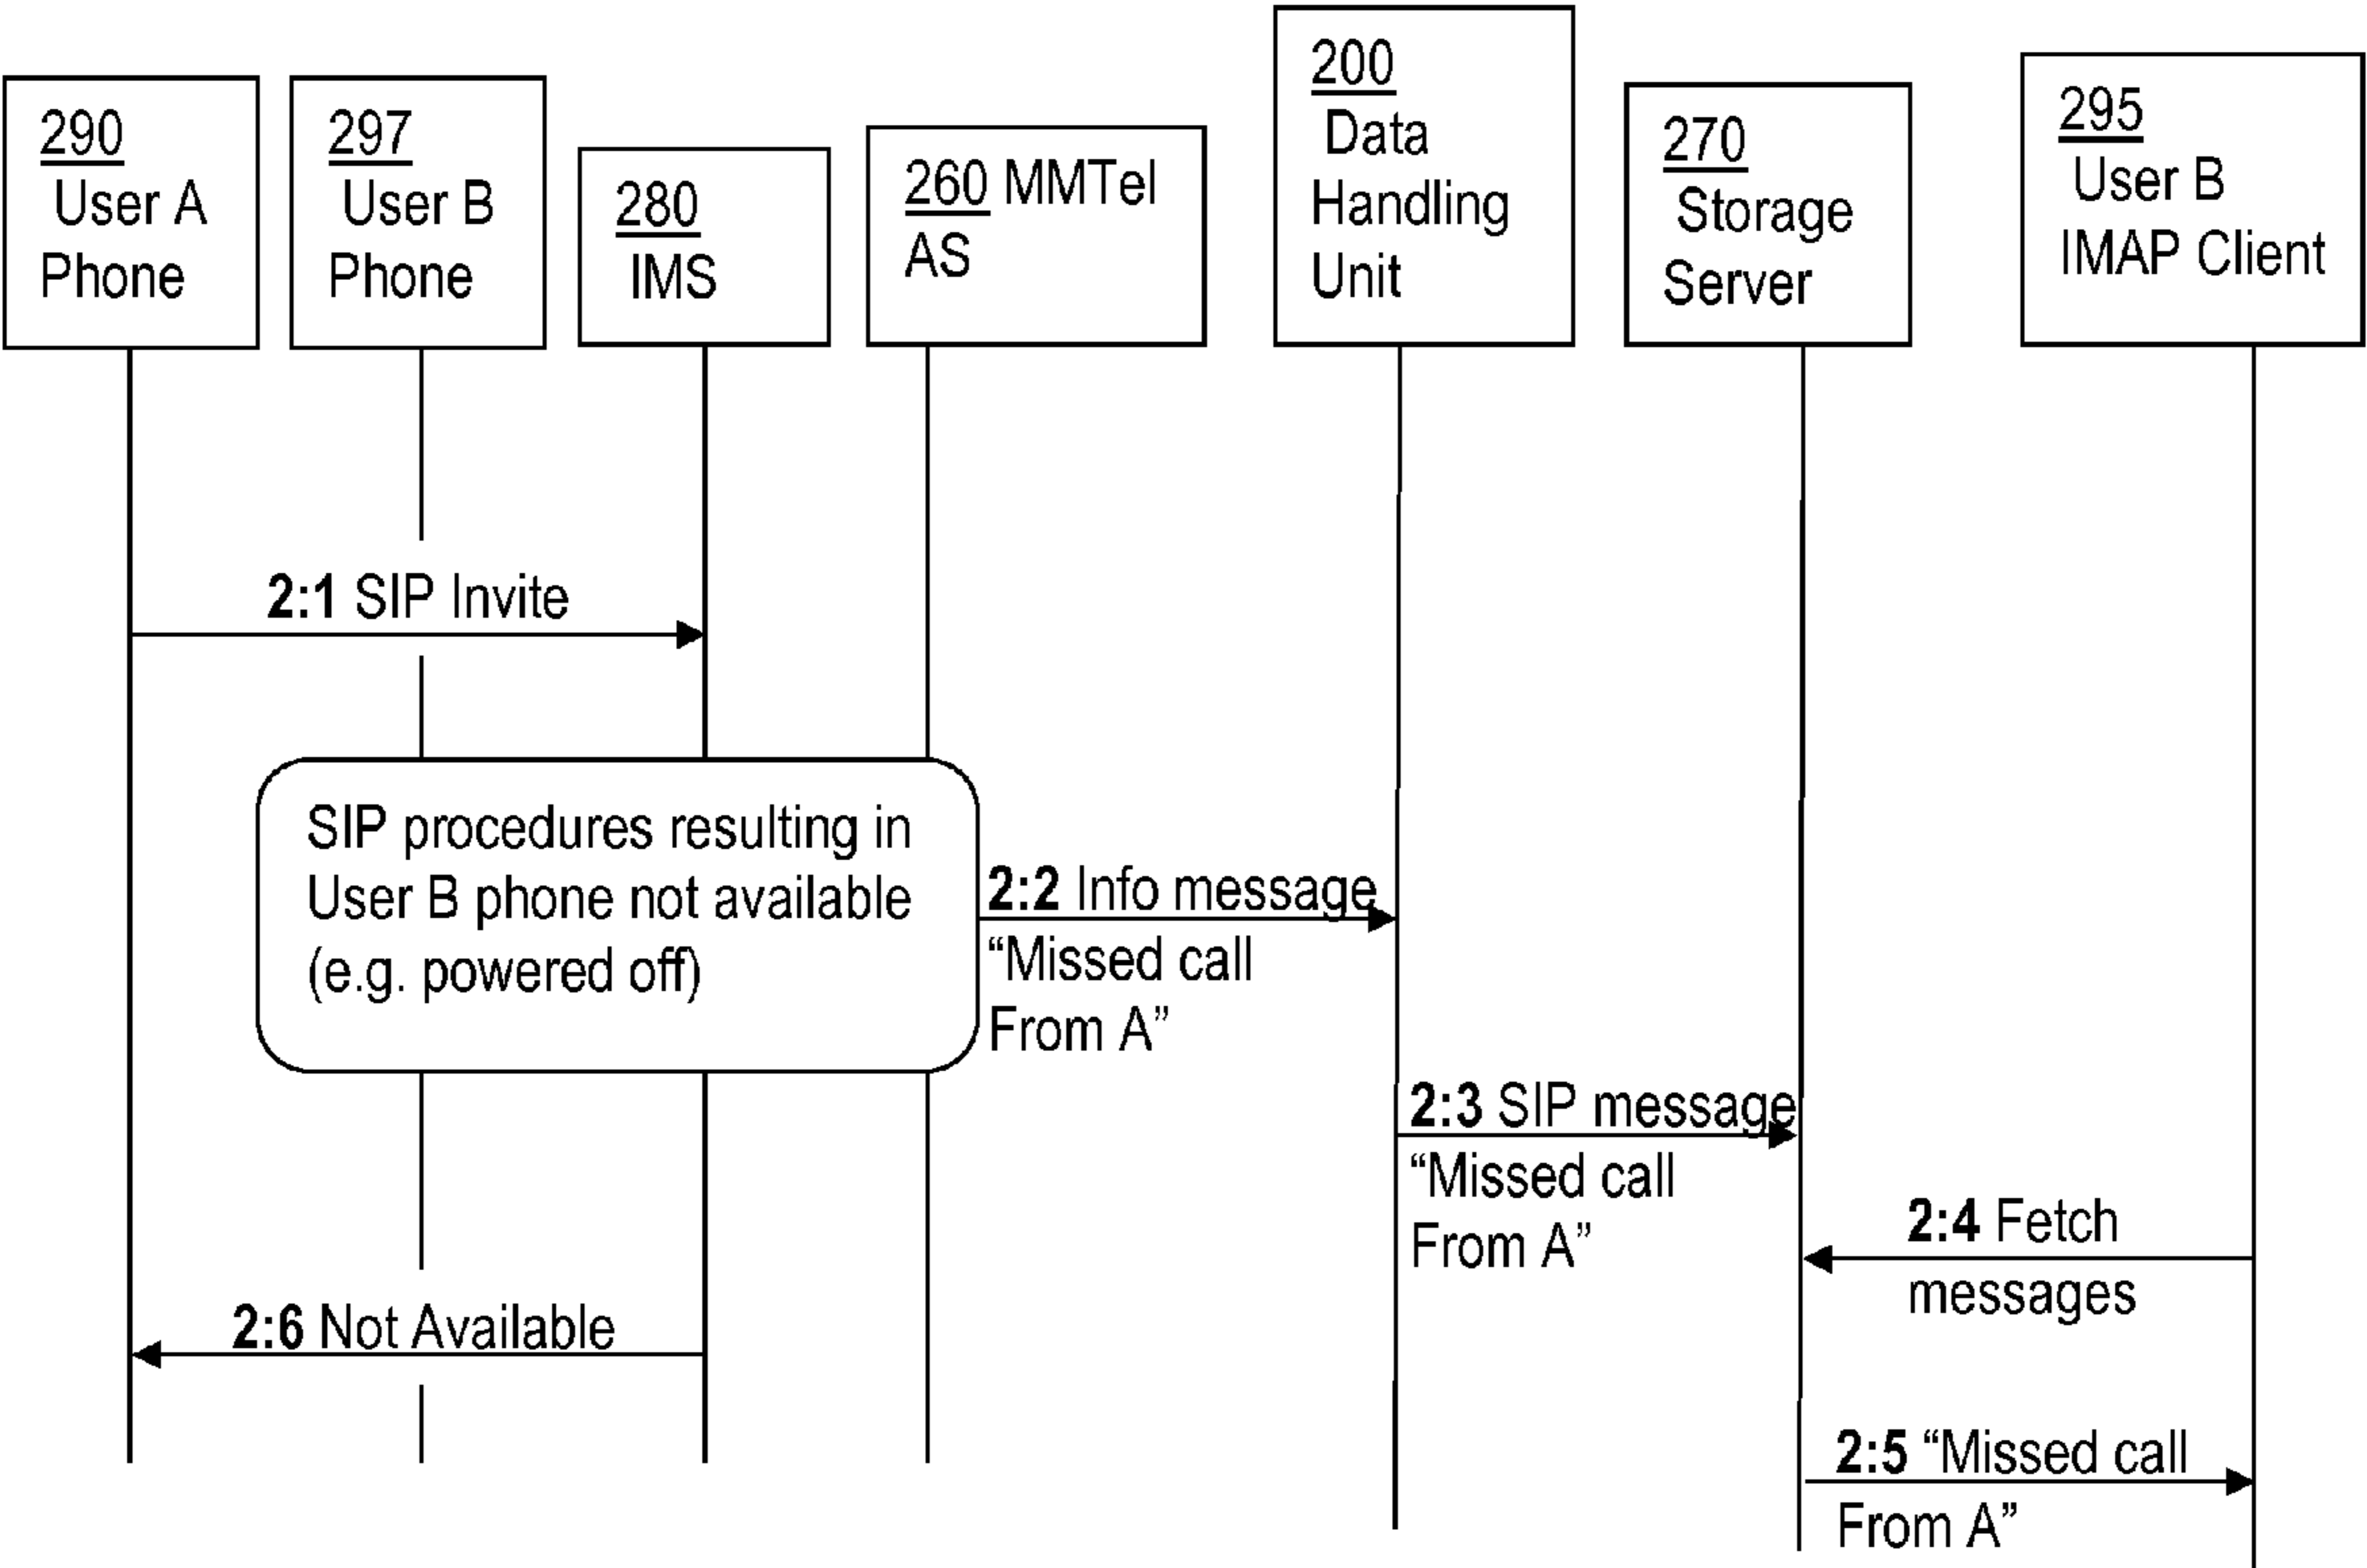 290
User A
Phone
297
User B
Phone
280
IMS
260 MMTel
AS
200
Data
Handling
Unit
270
Storage
Server
295
User B
IMAP Client
2:1 SIP Invite
SIP procedures resulting in
User B phone not available
(e.g. powered off)
2:2 Info message
“Missed call
From A”
2:3 SIP message
“Missed call
From A”
2:4 Fetch
messages
2:6 Not Available
2:5 “Missed call
From A”